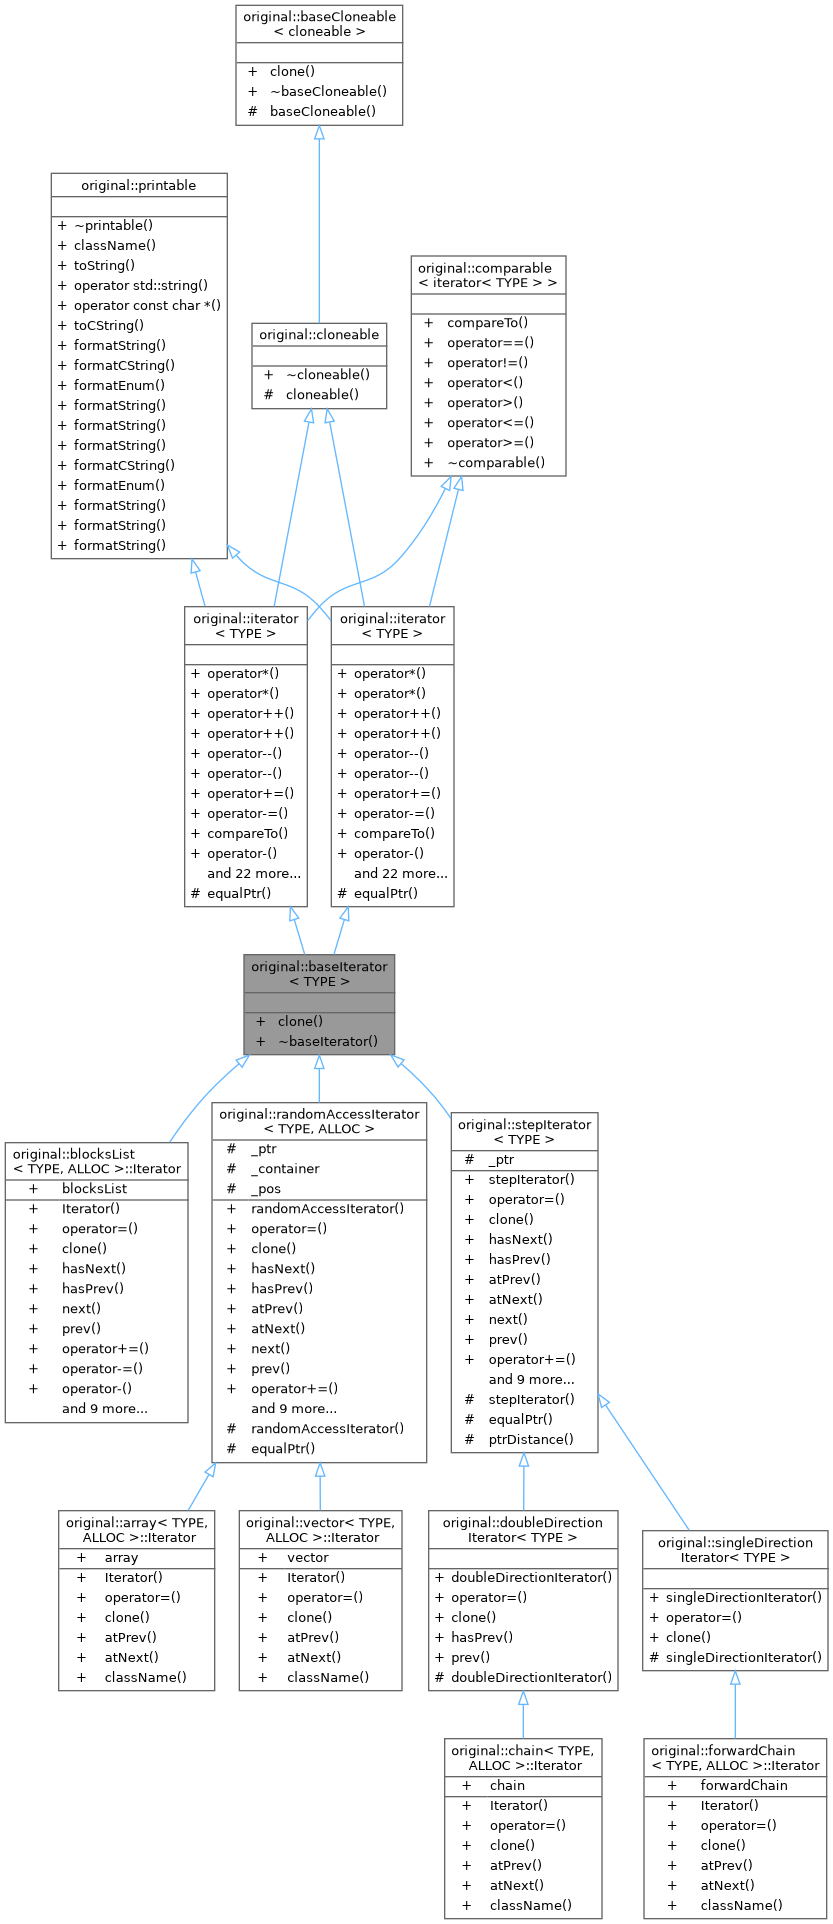 original::baseCloneable
< cloneable >
+ clone()
+ ~baseCloneable()
# baseCloneable()
original::printable
+ ~printable()
+ className()
+ toString()
+ operator std::string()
+ operator const char *()
+ toCString()
+ formatString()
+ formatCString()
+ formatEnum()
+ formatString()
+ formatString()
+ formatString()
+ formatCString()
+ formatEnum()
+ formatString()
+ formatString()
+ formatString()
original::comparable
< iterator< TYPE > >
+ compareTo()
+ operator==()
+ operator!=()
+ operator<()
+ operator>()
+ operator<=()
+ operator>=()
+ ~comparable()
original::cloneable
+ ~cloneable()
# cloneable()
original::iterator
< TYPE >
+ operator*()
+ operator*()
+ operator++()
+ operator++()
+ operator--()
+ operator--()
+ operator+=()
+ operator-=()
+ compareTo()
+ operator-()
and 22 more...
# equalPtr()
original::iterator
< TYPE >
+ operator*()
+ operator*()
+ operator++()
+ operator++()
+ operator--()
+ operator--()
+ operator+=()
+ operator-=()
+ compareTo()
+ operator-()
and 22 more...
# equalPtr()
original::baseIterator
< TYPE >
+ clone()
+ ~baseIterator()
original::blocksList
< TYPE, ALLOC >::Iterator
+ blocksList
+ Iterator()
+ operator=()
+ clone()
+ hasNext()
+ hasPrev()
+ next()
+ prev()
+ operator+=()
+ operator-=()
+ operator-()
and 9 more...
original::randomAccessIterator
< TYPE, ALLOC >
# _ptr
# _container
# _pos
+ randomAccessIterator()
+ operator=()
+ clone()
+ hasNext()
+ hasPrev()
+ atPrev()
+ atNext()
+ next()
+ prev()
+ operator+=()
and 9 more...
# randomAccessIterator()
# equalPtr()
original::stepIterator
< TYPE >
# _ptr
+ stepIterator()
+ operator=()
+ clone()
+ hasNext()
+ hasPrev()
+ atPrev()
+ atNext()
+ next()
+ prev()
+ operator+=()
and 9 more...
# stepIterator()
# equalPtr()
# ptrDistance()
original::array< TYPE,
ALLOC >::Iterator
+ array
+ Iterator()
+ operator=()
+ clone()
+ atPrev()
+ atNext()
+ className()
original::vector< TYPE,
ALLOC >::Iterator
+ vector
+ Iterator()
+ operator=()
+ clone()
+ atPrev()
+ atNext()
+ className()
original::doubleDirection
Iterator< TYPE >
+ doubleDirectionIterator()
+ operator=()
+ clone()
+ hasPrev()
+ prev()
# doubleDirectionIterator()
original::singleDirection
Iterator< TYPE >
+ singleDirectionIterator()
+ operator=()
+ clone()
# singleDirectionIterator()
original::chain< TYPE,
ALLOC >::Iterator
+ chain
+ Iterator()
+ operator=()
+ clone()
+ atPrev()
+ atNext()
+ className()
original::forwardChain
< TYPE, ALLOC >::Iterator
+ forwardChain
+ Iterator()
+ operator=()
+ clone()
+ atPrev()
+ atNext()
+ className()